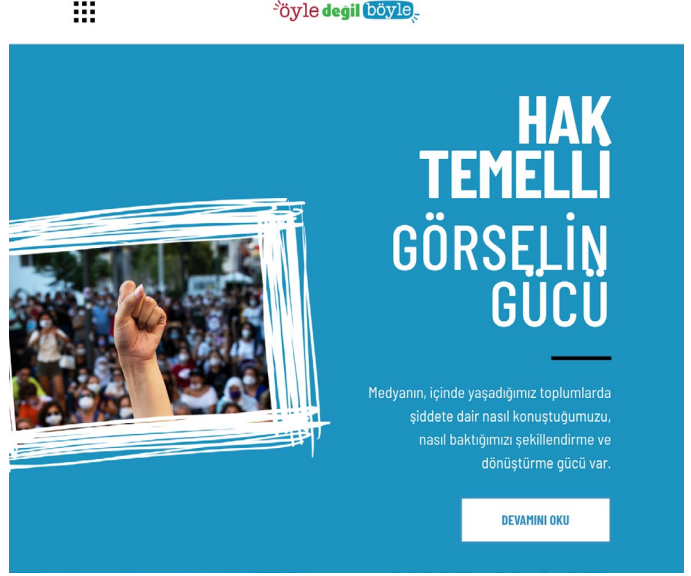 öyle değil böyle
HAK
TEMELLİ
GÖRSELİN
GÜCÜ
Medyanın, içinde yaşadığımız toplumlarda
şiddete dair nasıl konuştuğumuzu,
nasıl baktığımızı şekillendirme ve
dönüştürme gücü var.
DEVAMINI OKU